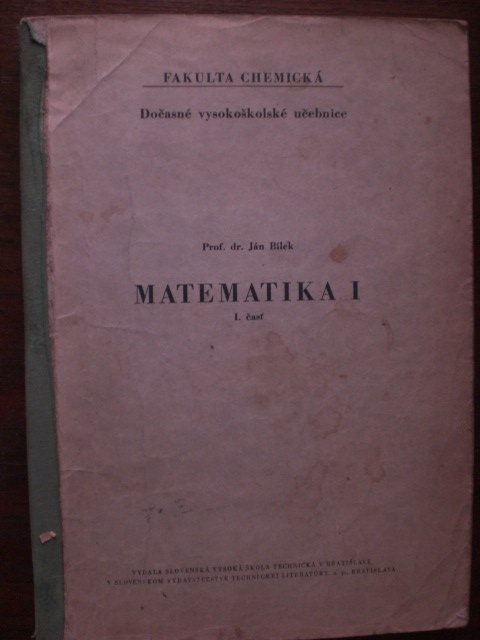 FAKULTA CHEMICKÁ
Dočasné vysokoškolské učebnice
Prof. dr. Ján Bílek
MATEMATIKA I
I. časť
VYDALA SLOVENSKÁ VYSOKÁ ŠKOLA TECHNICKÁ V BRATISLAVE
V SLOVENSKOM VYDAVATEĽSTVE TECHNICKEJ LITERATÚRY, n. p., BRATISLAVA